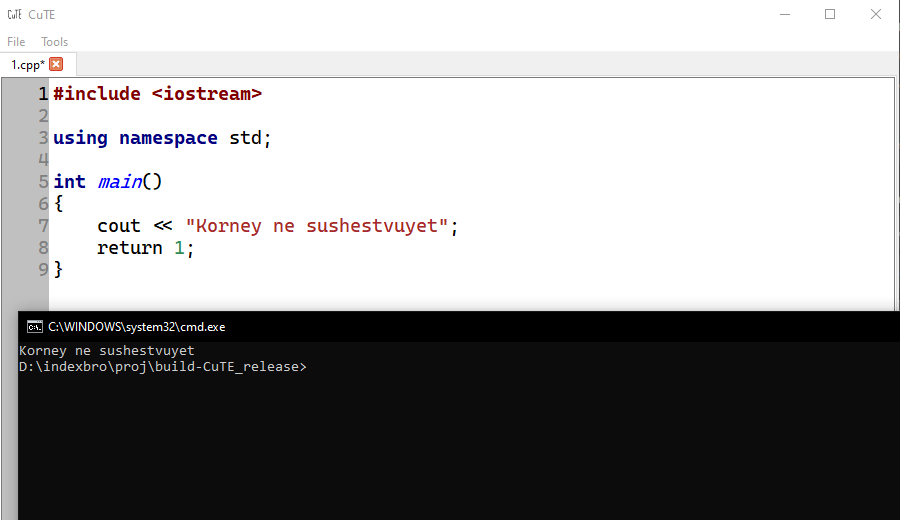 CuTE CuTE
File Tools
1.cpp*
1 #include <iostream>
2
3 using namespace std;
4
5 int main()
6 {
7 cout << "Korney ne sushestvuyet";
8 return 1;
9 }
C:\WINDOWS\system32\cmd.exe
Korney ne sushestvuyet
D:\indexbro\proj\build-CuTE_release>